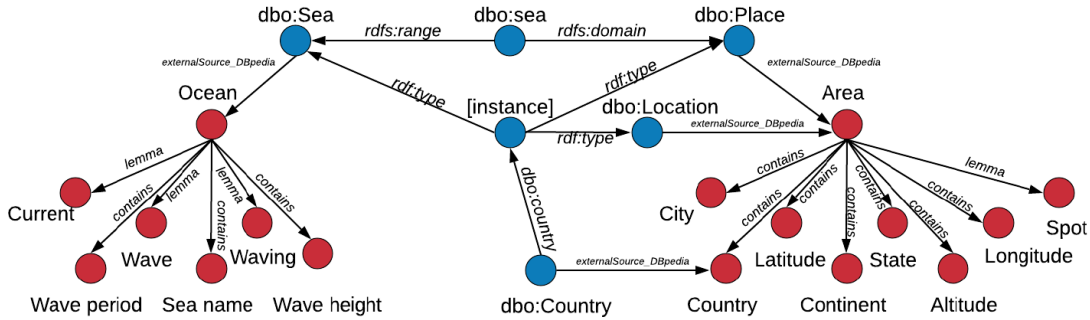 dbo:Sea
dbo:sea
dbo:Place
rdfs:range
rdfs:domain
externalSource_DBpedia
rdf:type
rdf:type
externalSource_DBpedia
Ocean
[instance]
dbo:Location
Area
rdf:type
externalSource_DBpedia
lemma
contains
lemma
contains
lemma
contains
contains
contains
contains
contains
contains
contains
lemma
Current
Wave
Waving
dbo:country
City
Latitude
State
Longitude
Spot
externalSource_DBpedia
Wave period
Sea name
Wave height
dbo:Country
Country
Continent
Altitude